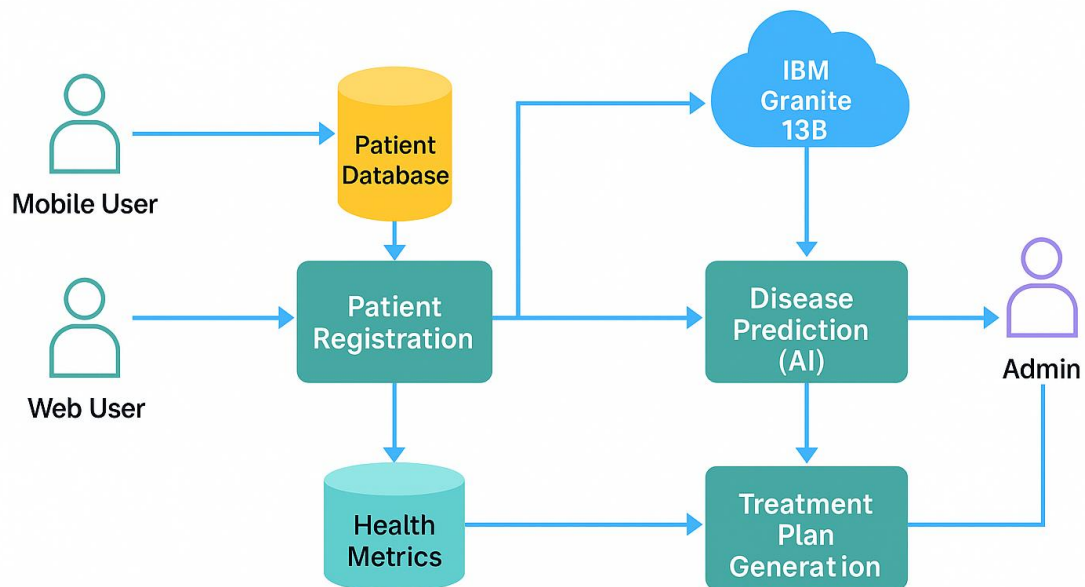 Mobile User
Patient
Database
IBM
Granite
13B
Web User
Patient
Registration
Disease
Prediction
(AI)
Admin
Health
Metrics
Treatment
Plan
Generation